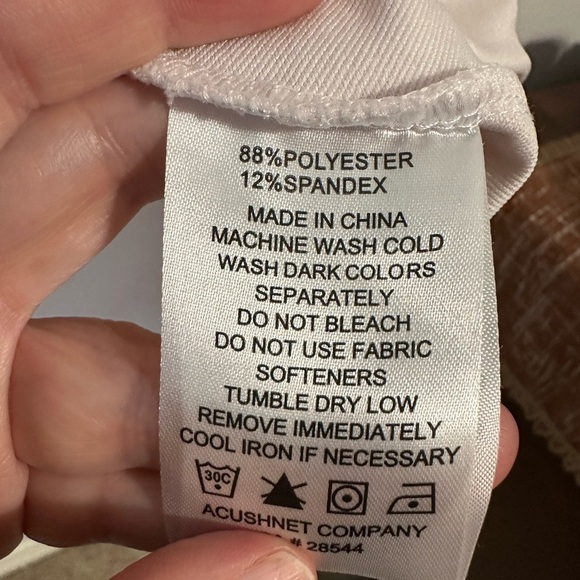 88%POLYESTER
12%SPANDEX
MADE IN CHINA
MACHINE WASH COLD
WASH DARK COLORS
SEPARATELY
DO NOT BLEACH
DO NOT USE FABRIC
SOFTENERS
TUMBLE DRY LOW
REMOVE IMMEDIATELY
COOL IRON IF NECESSARY
30C
ACUSHNET COMPANY
# 28544